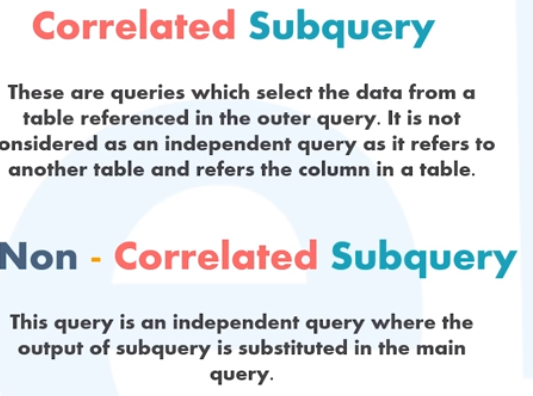 Correlated Subquery
These are queries which select the data from a
table referenced in the outer query. It is not
onsidered as an independent query as it refers to
another table and refers the column in a table.
Non - Correlated Subquery
This query is an independent query where the
output of subquery is substituted in the main
query.